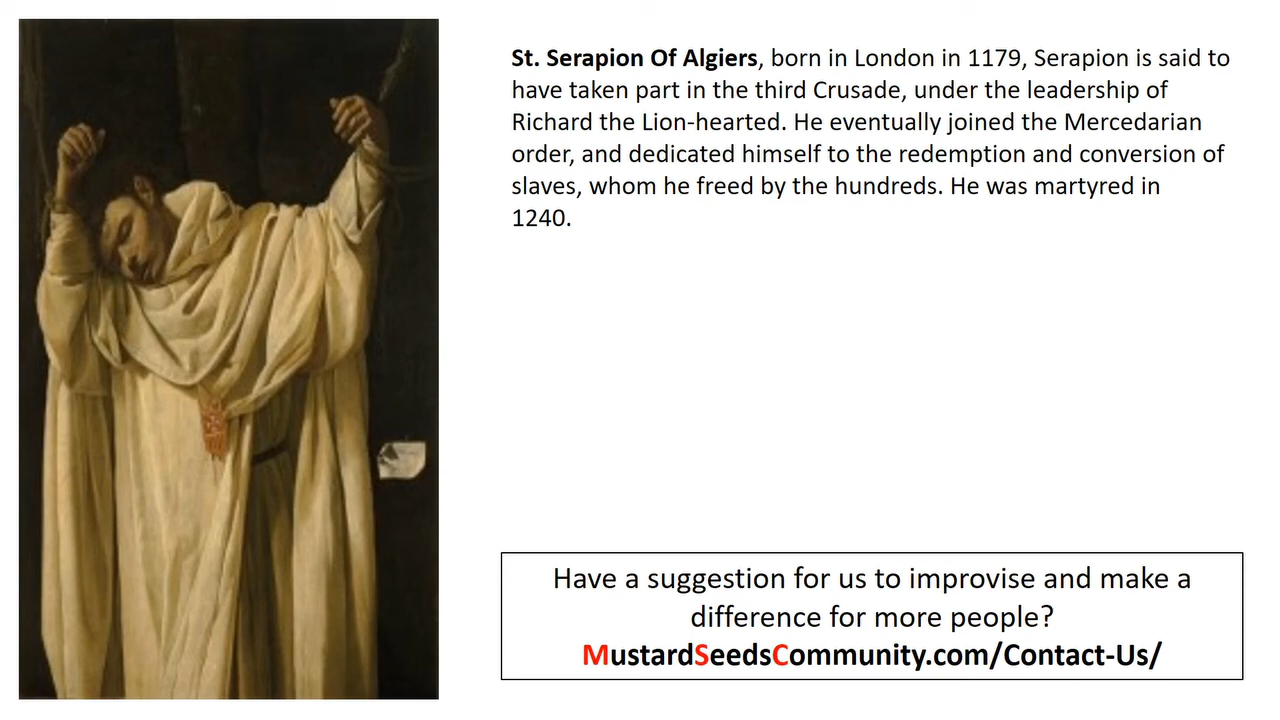 St. Serapion Of Algiers, born in London in 1179, Serapion is said to
have taken part in the third Crusade, under the leadership of
Richard the Lion-hearted. He eventually joined the Mercedarian
order, and dedicated himself to the redemption and conversion of
slaves, whom he freed by the hundreds. He was martyred in
1240.
Have a suggestion for us to improvise and make a
difference for more people?
MustardSeedsCommunity.com/Contact-Us/